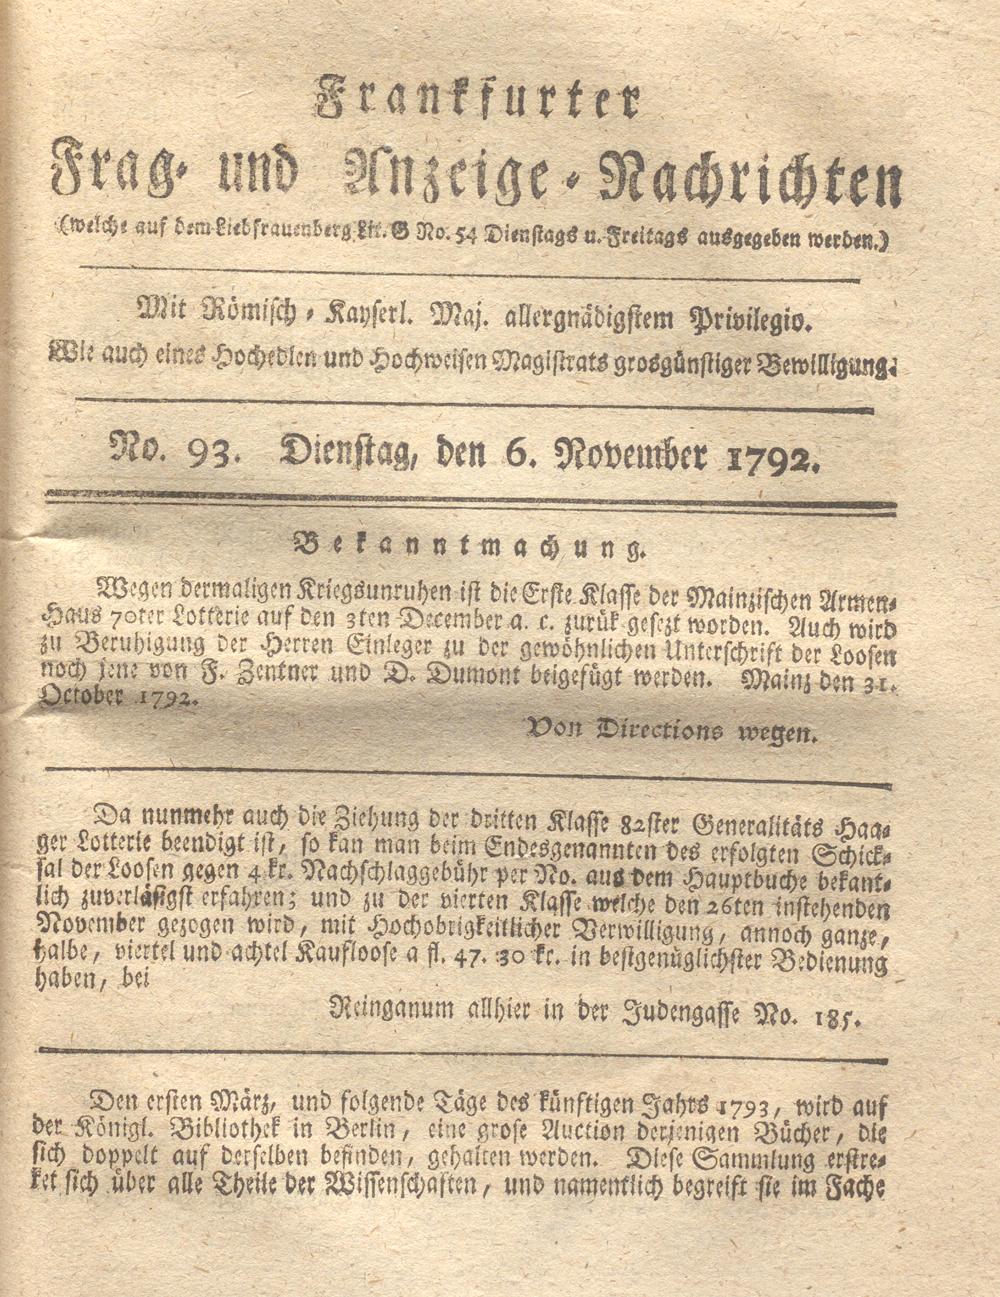 Frankfurter
Frag- und Anzeige-Nachrichten
(welche auf dem Liebfrauenberg Lit. G No. 54 Dienstags u. Freitags ausgegeben werden.)
Mit Römisch-Kayserl. Maj. allergnädigstem Privilegio.
Wie auch eines Hochedlen und Hochweisen Magistrats grosgünstiger Bewilligung.
No. 93. Dienstag, den 6. November 1792.
Bekanntmachung.
Wegen dermaligen Kriegsunruhen ist die Erste Klasse der Mainzischen Armen-
Haus 70ter Lotterie auf den 3ten December a. c. zurük gesezt worden. Auch wird
zu Beruhigung der Herren Einleger zu der gewöhnlichen Unterschrift der Loosen
noch jene von F. Zentner und D. Dumont beigefügt werden. Mainz den 31.
October 1792.
Von Directions wegen.
Da nunmehr auch die Ziehung der dritten Klasse 82ster Generalitäts Haa-
ger Lotterie beendigt ist, so kan man beim Endesgenannten des erfolgten Schick-
sal der Loosen gegen 4 kr. Nachschlaggebühr per No. aus dem Hauptbuche bekant-
lich zuverläsigst erfahren; und zu der vierten Klasse welche den 26ten instehenden
November gezogen wird, mit Hochobrigkeitlicher Verwilligung, annoch ganze,
halbe, viertel und achtel Kaufloose a fl. 47. 30 kr. in bestgenüglichster Bedienung
haben, bei
Reinganum allhier in der Judengasse No. 185.
Den ersten März, und folgende Täge des künftigen Jahrs 1793, wird auf
der Königl. Bibliothek in Berlin, eine grose Auction derjenigen Bücher, die
sich doppelt auf derselben befinden, gehalten werden. Diese Sammlung erstre-
ket sich über alle Theile der Wissenschaften, und namentlich begreift sie im Fache